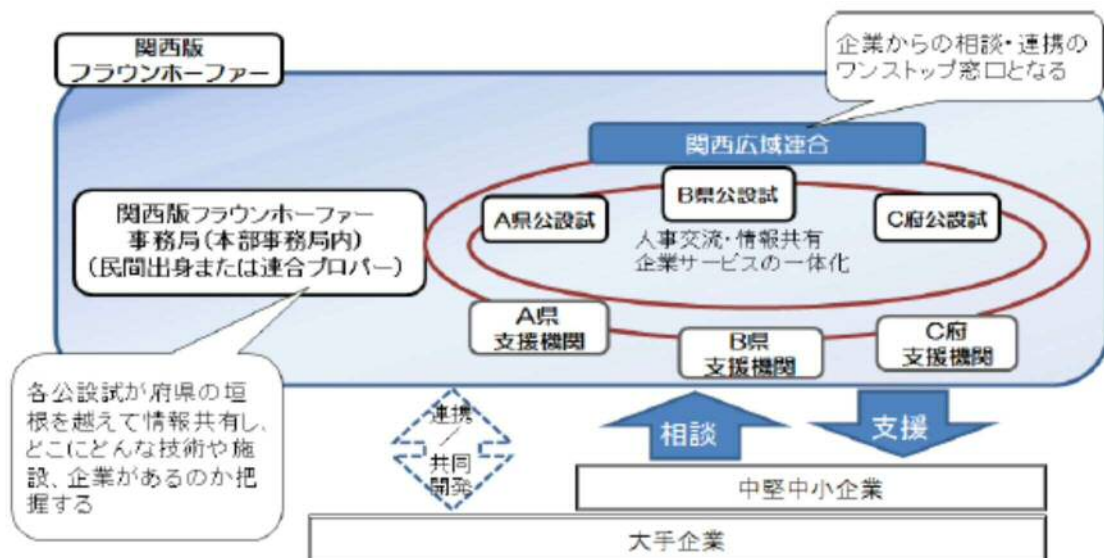 関西版
フラウンホーファー
企業からの相談・連携の
ワンストップ窓口となる
関西広域連合
A県公設試
B県公設試
C府公設試
人事交流・情報共有
企業サービスの一体化
関西版フラウンホーファー
事務局(本部事務局内)
(民間出身または連合プロパー)
A県
支援機関
B県
支援機関
C府
支援機関
各公設試が府県の垣
根を越えて情報共有し、
どこにどんな技術や施
設、企業があるのか把
握する
連携
／
共同
開発
相談
支援
中堅中小企業
大手企業